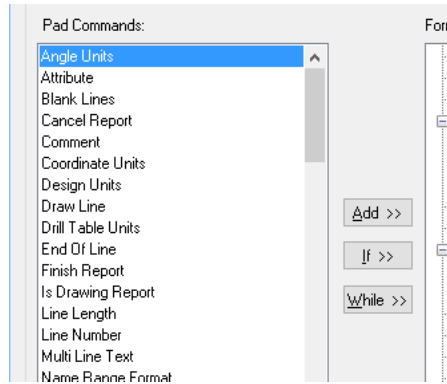 Pad Commands:
Angle Units
Attribute
Blank Lines
Cancel Report
Comment
Coordinate Units
Design Units
Draw Line
Drill Table Units
End Of Line
Finish Report
Is Drawing Report
Line Length
Line Number
Multi Line Text
Name Range Format
Add >>
If >>
While >>
For